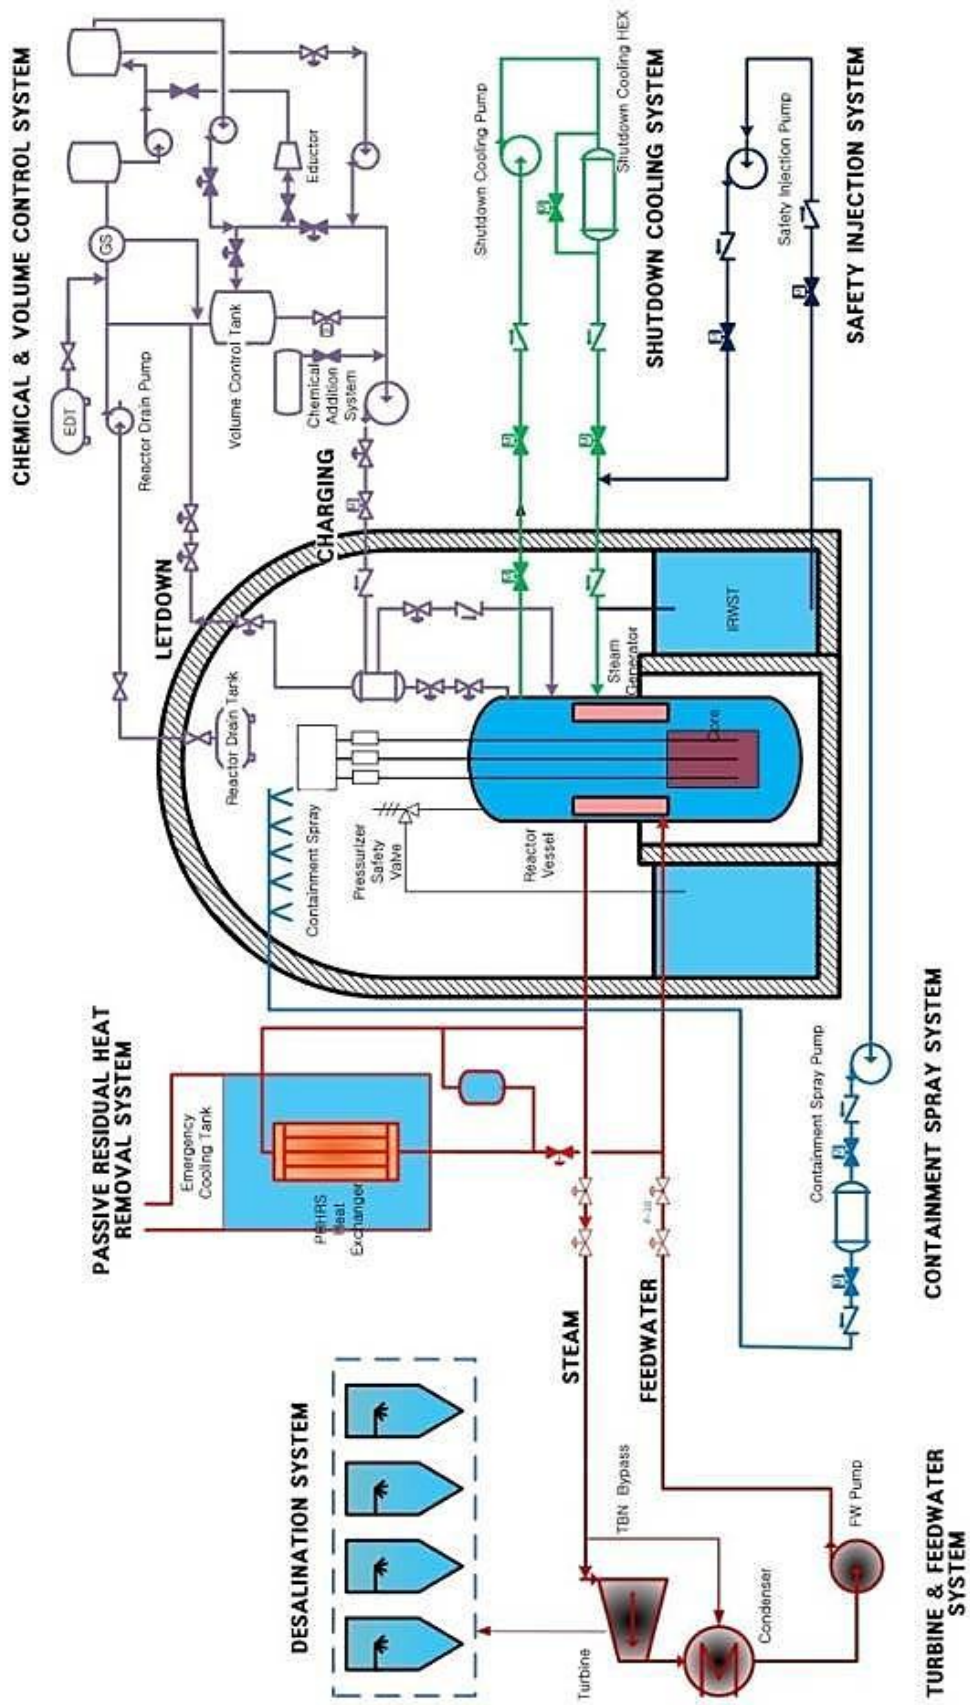 DESALINATION SYSTEM
PASSIVE RESIDUAL HEAT
REMOVAL SYSTEM
Emergency
Cooling Tank
PRHRS
Heat
Exchanger
CHEMICAL & VOLUME CONTROL SYSTEM
EDT
GS
Reactor Drain Pump
Volume Control Tank
Eductor
Chemical
Addition
System
LETDOWN
CHARGING
Reactor Drain Tank
Containment Spray
Pressurizer
Safety
Valve
Reactor
Vessel
Steam
Generator
Core
IRWST
Shutdown Cooling Pump
Shutdown Cooling HEX
SHUTDOWN COOLING SYSTEM
Safety Injection Pump
SAFETY INJECTION SYSTEM
STEAM
FEEDWATER
Turbine
TBN Bypass
Condenser
FW Pump
TURBINE & FEEDWATER
SYSTEM
Containment Spray Pump
CONTAINMENT SPRAY SYSTEM